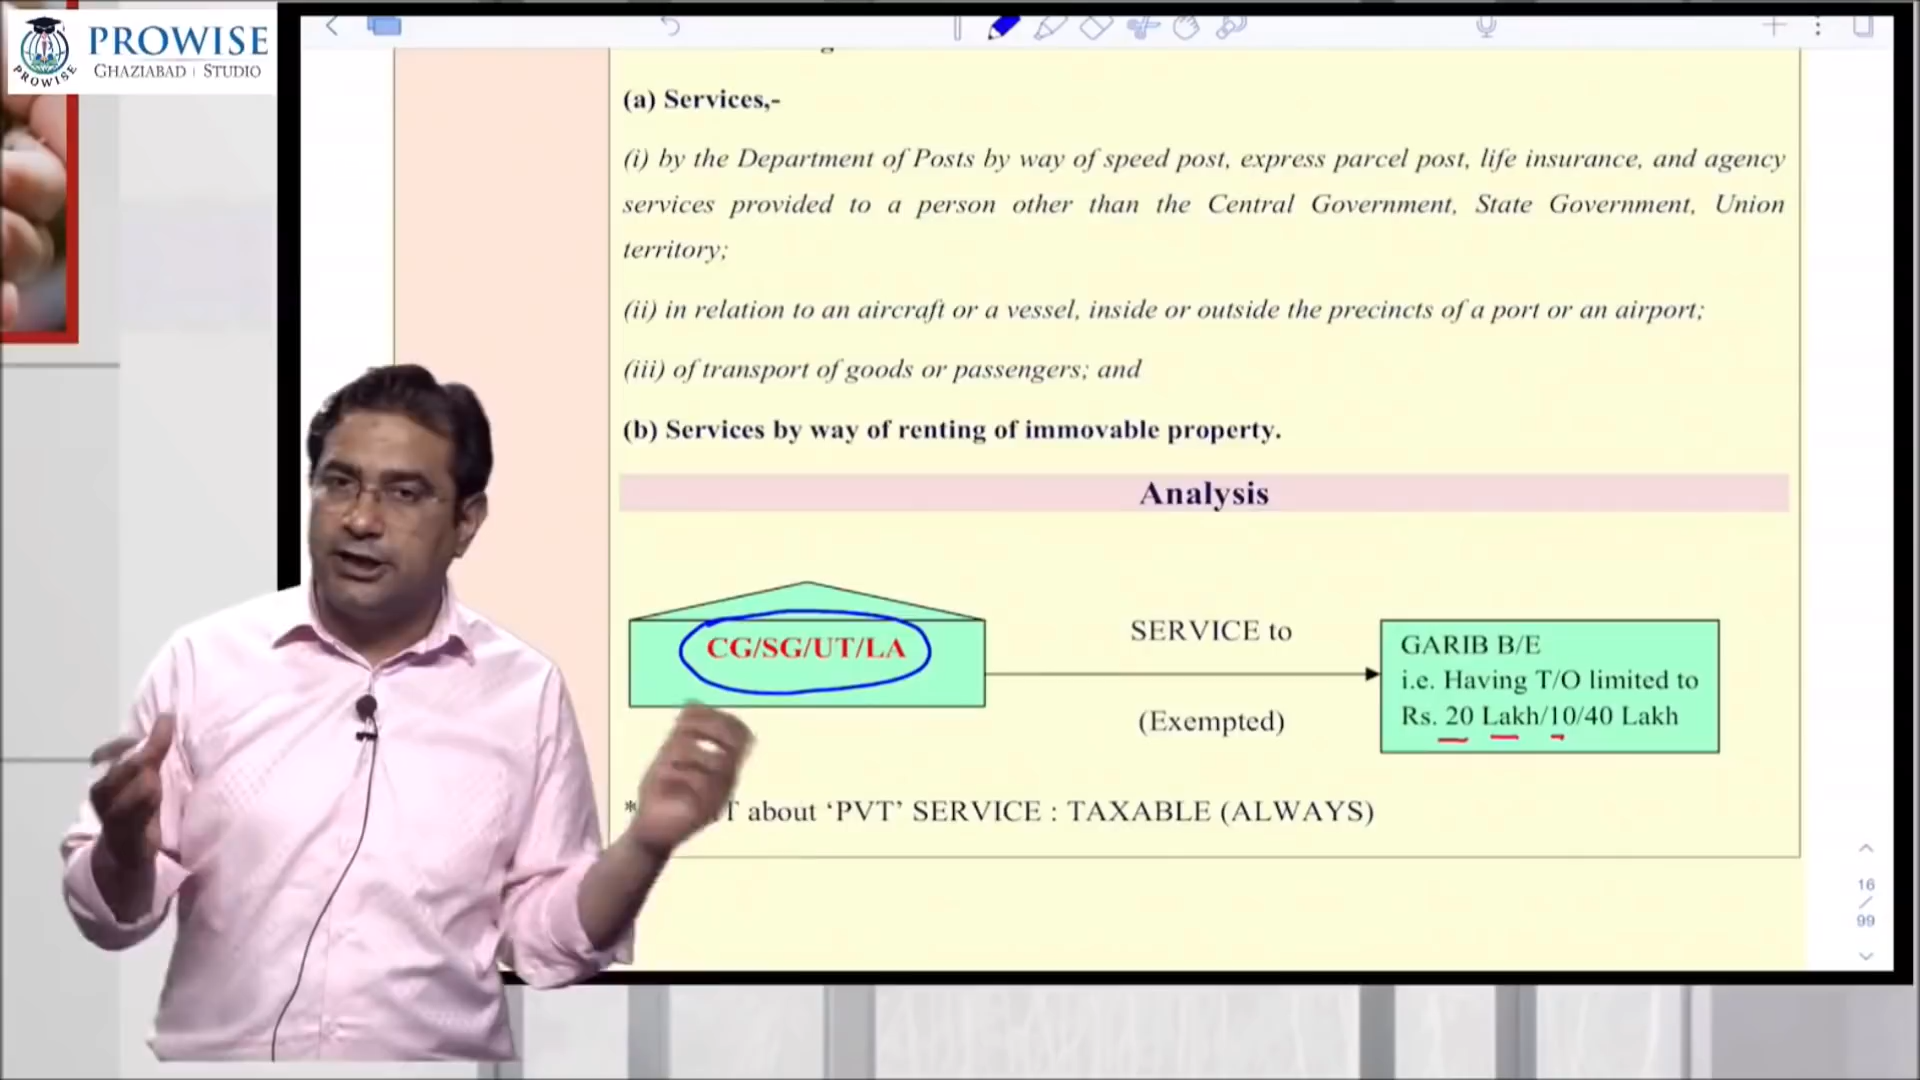 PROWISE
GHAZIABAD | STUDIO
PROWISE
(a) Services,-
(i) by the Department of Posts by way of speed post, express parcel post, life insurance, and agency
services provided to a person other than the Central Government, State Government, Union
territory;
(ii) in relation to an aircraft or a vessel, inside or outside the precincts of a port or an airport;
(iii) of transport of goods or passengers; and
(b) Services by way of renting of immovable property.
Analysis
CG/SG/UT/LA
SERVICE to
(Exempted)
GARIB B/E
i.e. Having T/O limited to
Rs. 20 Lakh/10/40 Lakh
* about ‘PVT’ SERVICE : TAXABLE (ALWAYS)
16
/
99